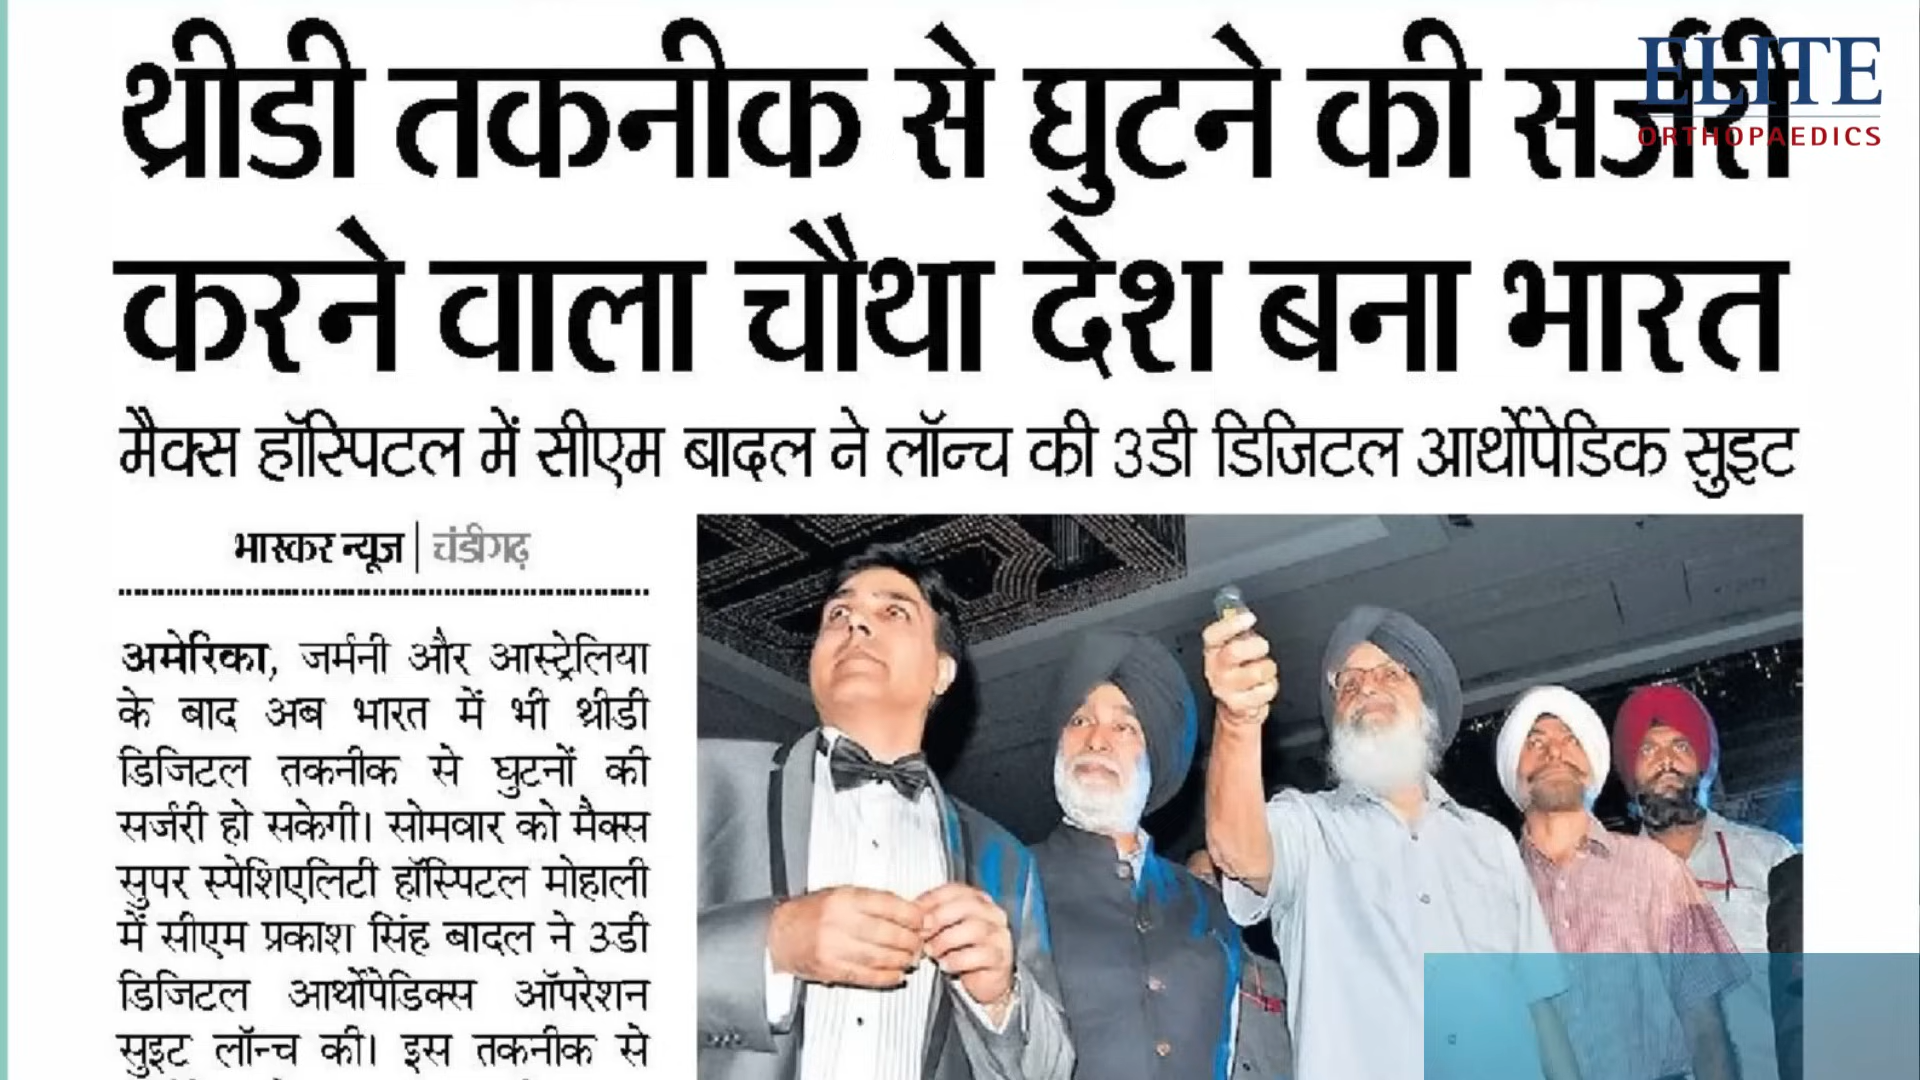 थ्रीडी तकनीक से घुटने की सर्जरी
ELITE
ORTHOPAEDICS
करने वाला चौथा देश बना भारत
मैक्स हॉस्पिटल में सीएम बादल ने लॉन्च की 3डी डिजिटल आर्थोपेडिक सुइट
भास्कर न्यूज | चंडीगढ़
अमेरिका, जर्मनी और आस्ट्रेलिया
के बाद अब भारत में भी थ्रीडी
डिजिटल तकनीक से घुटनों की
सर्जरी हो सकेगी। सोमवार को मैक्स
सुपर स्पेशिएलिटी हॉस्पिटल मोहाली
में सीएम प्रकाश सिंह बादल ने 3डी
डिजिटल आर्थोपेडिक्स ऑपरेशन
सुइट लॉन्च की। इस तकनीक से